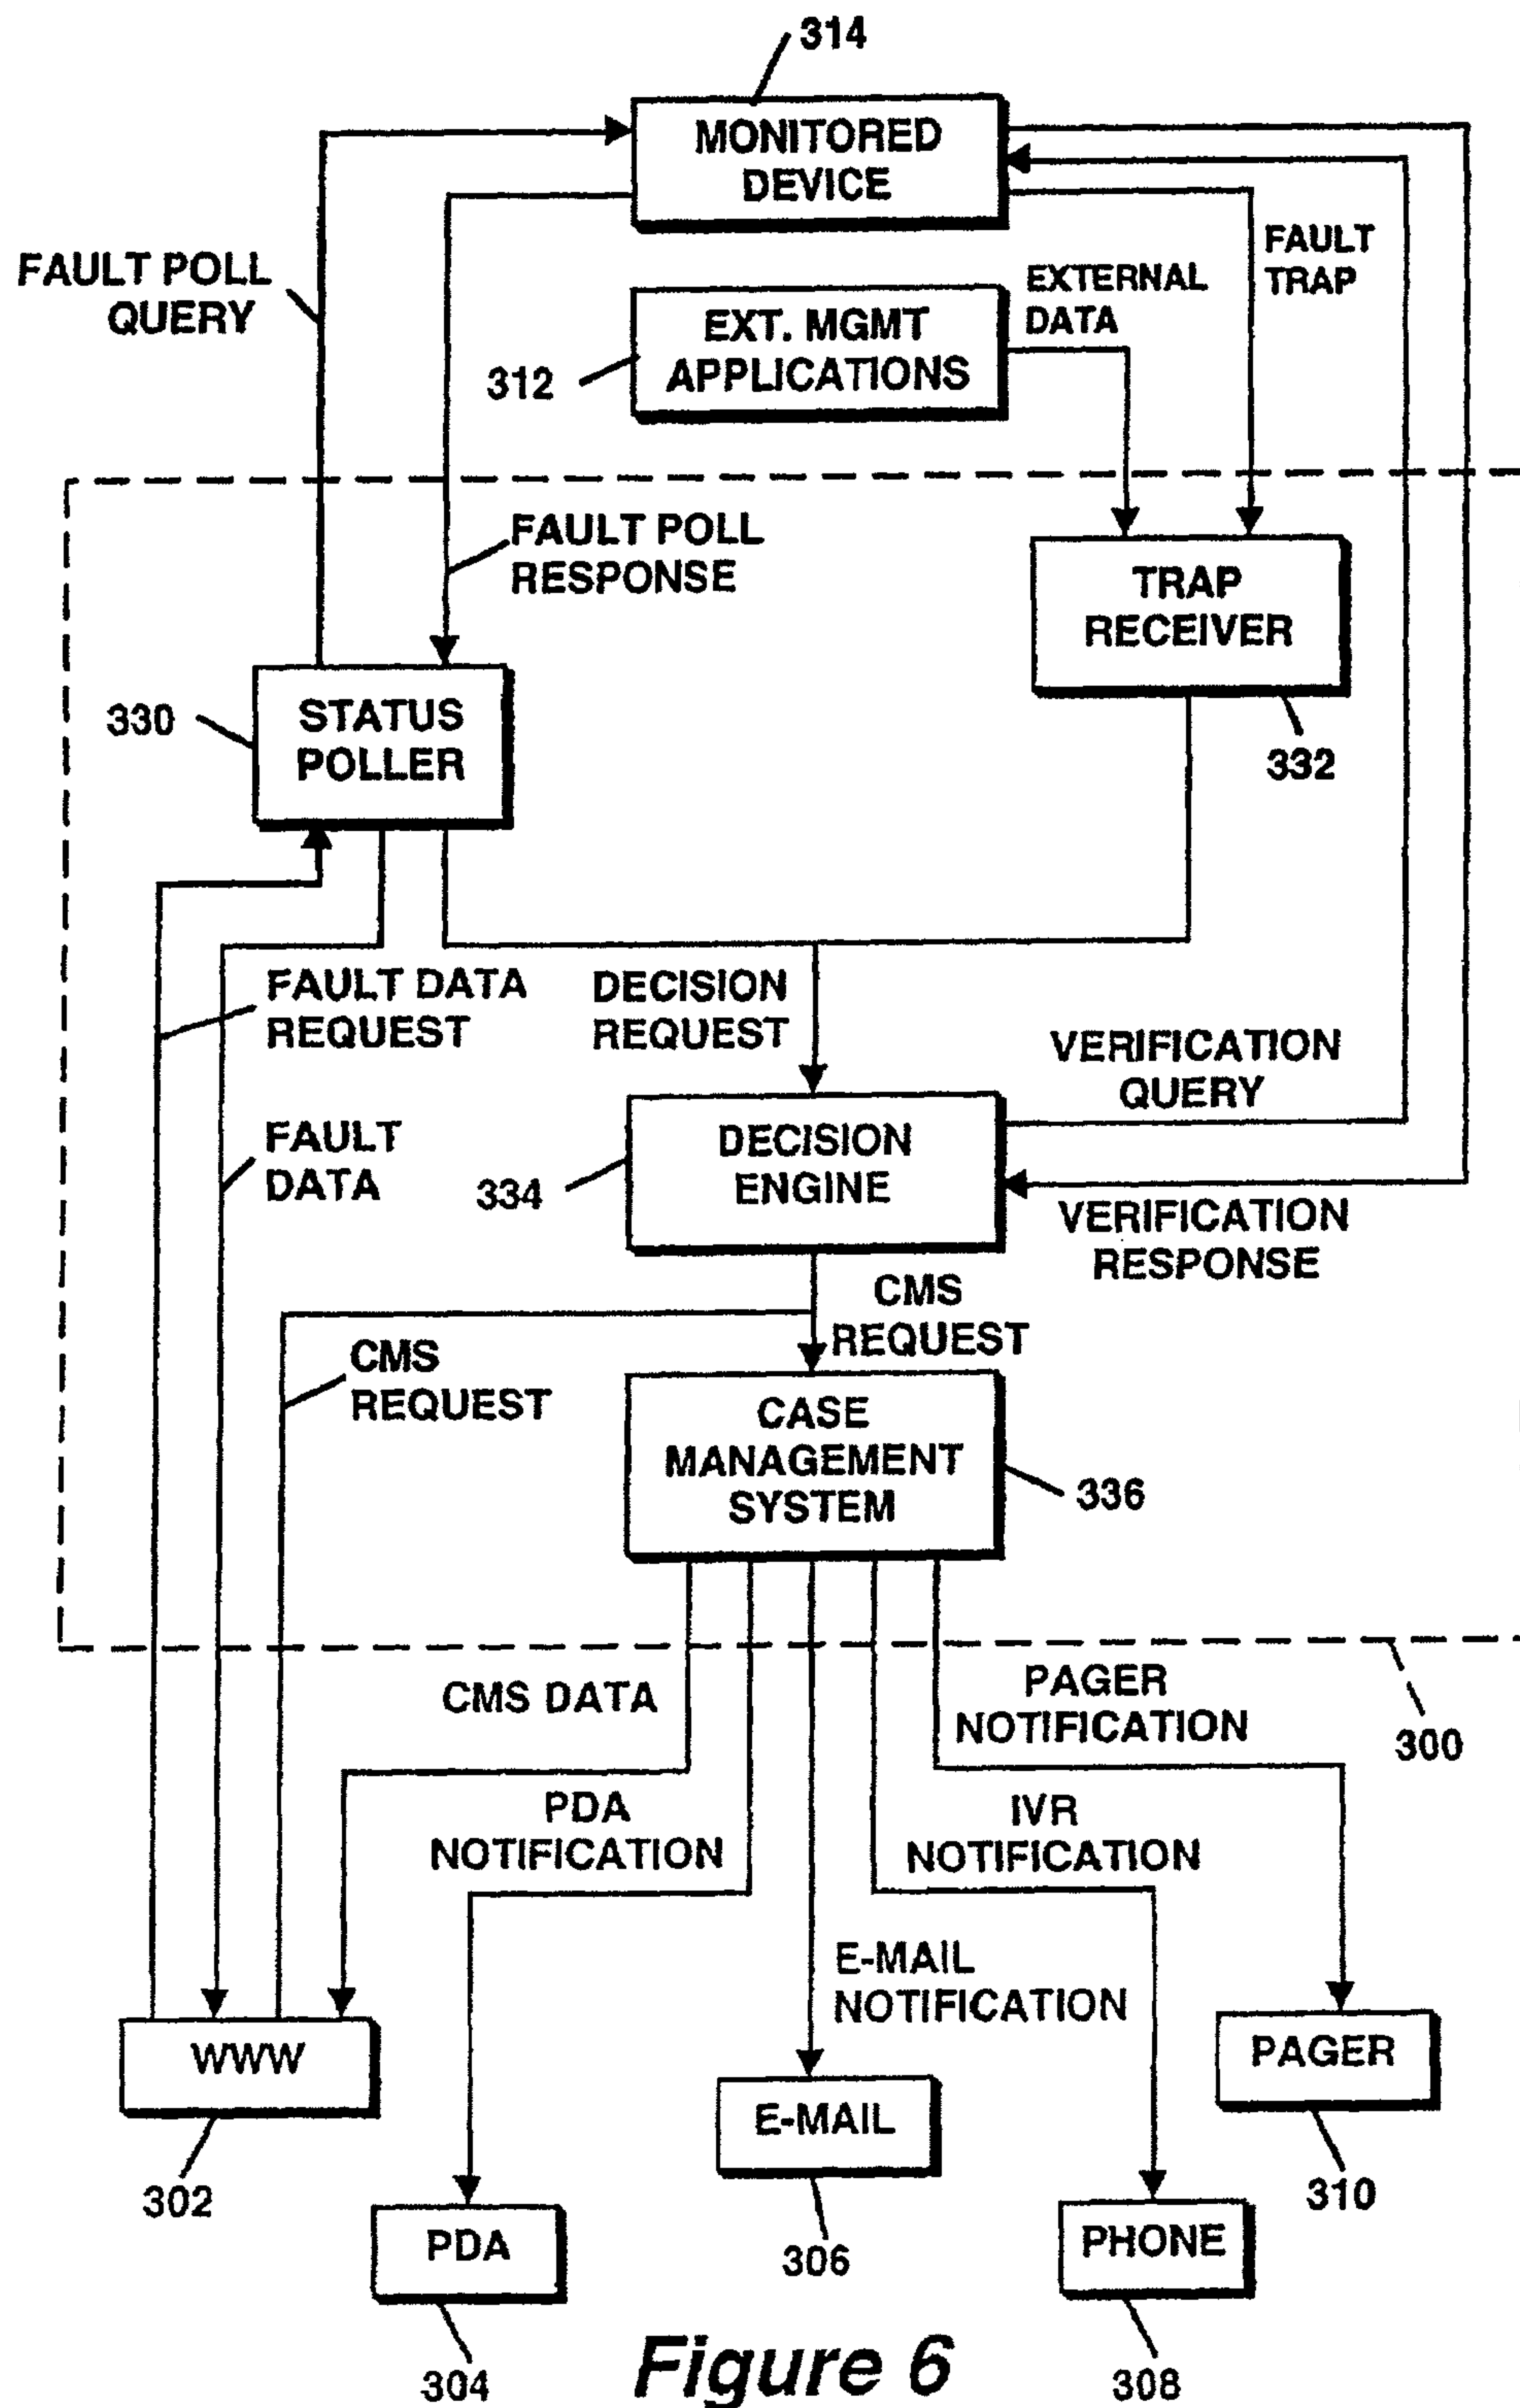 314
MONITORED
DEVICE
FAULT POLL
QUERY
FAULT
TRAP
EXTERNAL
DATA
EXT. MGMT
APPLICATIONS
312
FAULT POLL
RESPONSE
TRAP
RECEIVER
332
330
STATUS
POLLER
FAULT DATA
REQUEST
DECISION
REQUEST
VERIFICATION
QUERY
FAULT
DATA
334
DECISION
ENGINE
VERIFICATION
RESPONSE
CMS
REQUEST
CMS
REQUEST
CASE
MANAGEMENT
SYSTEM
336
CMS DATA
PAGER
NOTIFICATION
300
PDA
NOTIFICATION
IVR
NOTIFICATION
E-MAIL
NOTIFICATION
WWW
302
PAGER
310
E-MAIL
306
PDA
304
PHONE
308
Figure 6